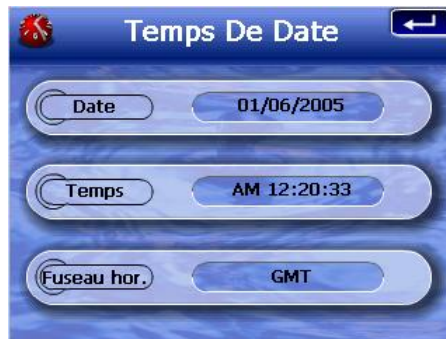 Temps De Date
Date 01/06/2005
Temps AM 12:20:33
Fuseau hor. GMT